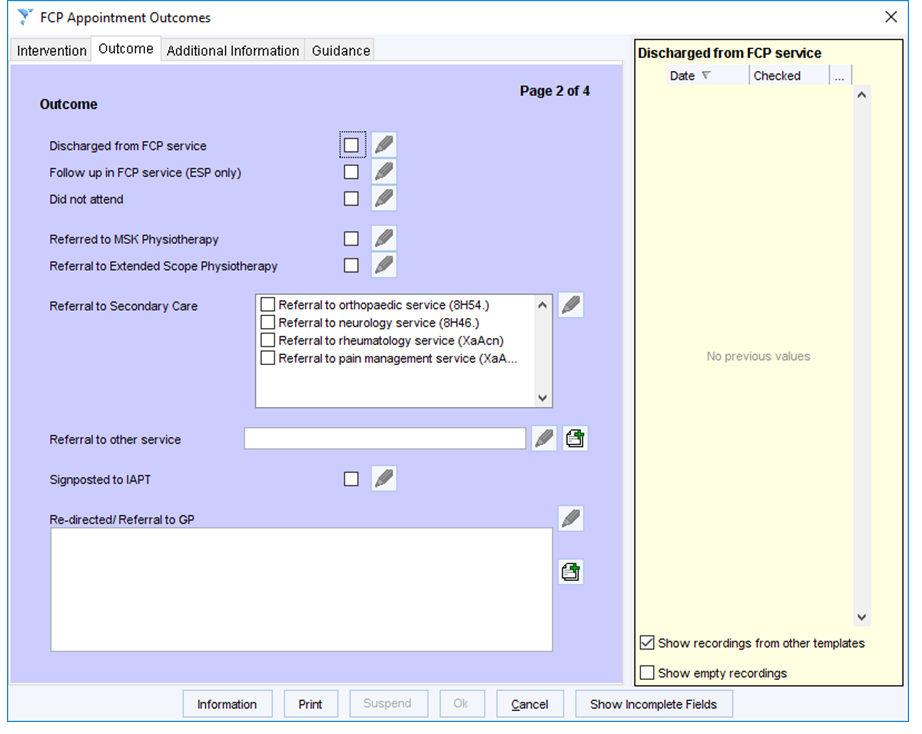 FCP Appointment Outcomes
Intervention Outcome Additional Information Guidance
Page 2 of 4
Outcome
Discharged from FCP service
Follow up in FCP service (ESP only)
Did not attend
Referred to MSK Physiotherapy
Referral to Extended Scope Physiotherapy
Referral to Secondary Care
Referral to orthopaedic service (8H54.)
Referral to neurology service (8H46.)
Referral to rheumatology service (XaAcn)
Referral to pain management service (XaA...
Referral to other service
Signposted to IAPT
Re-directed/ Referral to GP
Discharged from FCP service
Date Checked ...
No previous values
Show recordings from other templates
Show empty recordings
Information Print Suspend Ok Cancel Show Incomplete Fields